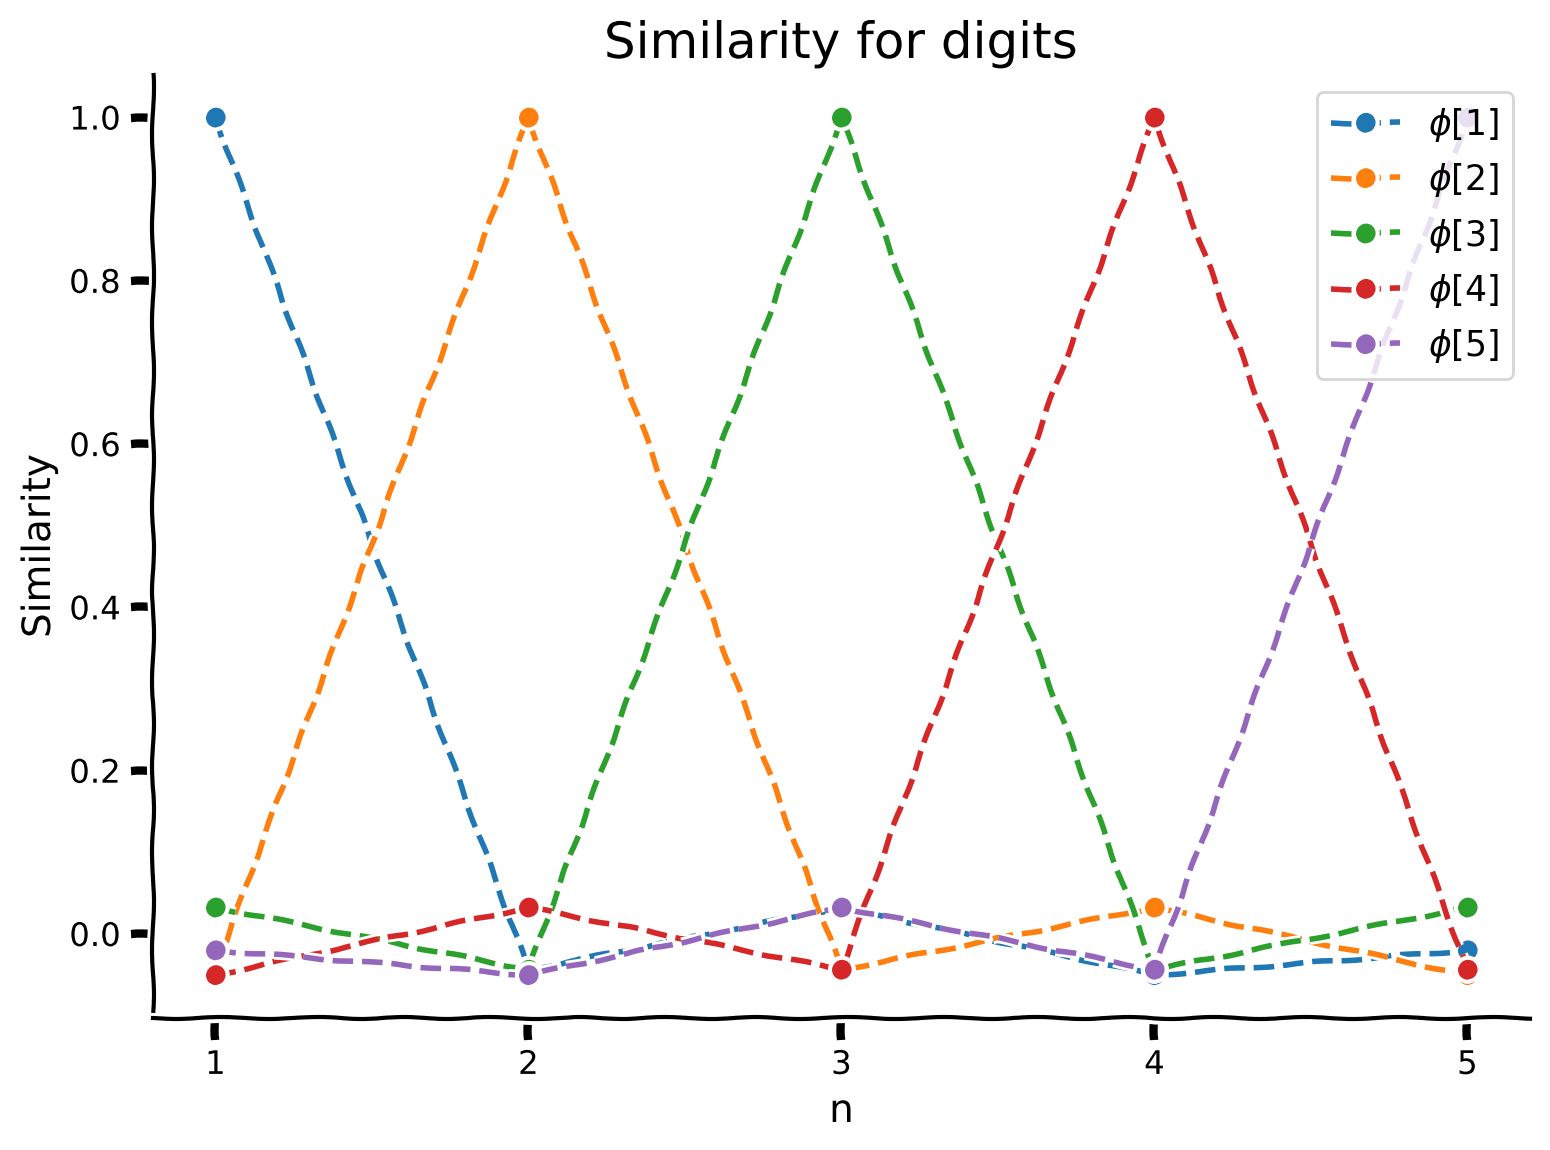 Similarity for digits
1.0
0.8
0.6
0.4
0.2
0.0
Similarity
1 2 3 4 5
n
ϕ[1]
ϕ[2]
ϕ[3]
ϕ[4]
ϕ[5]